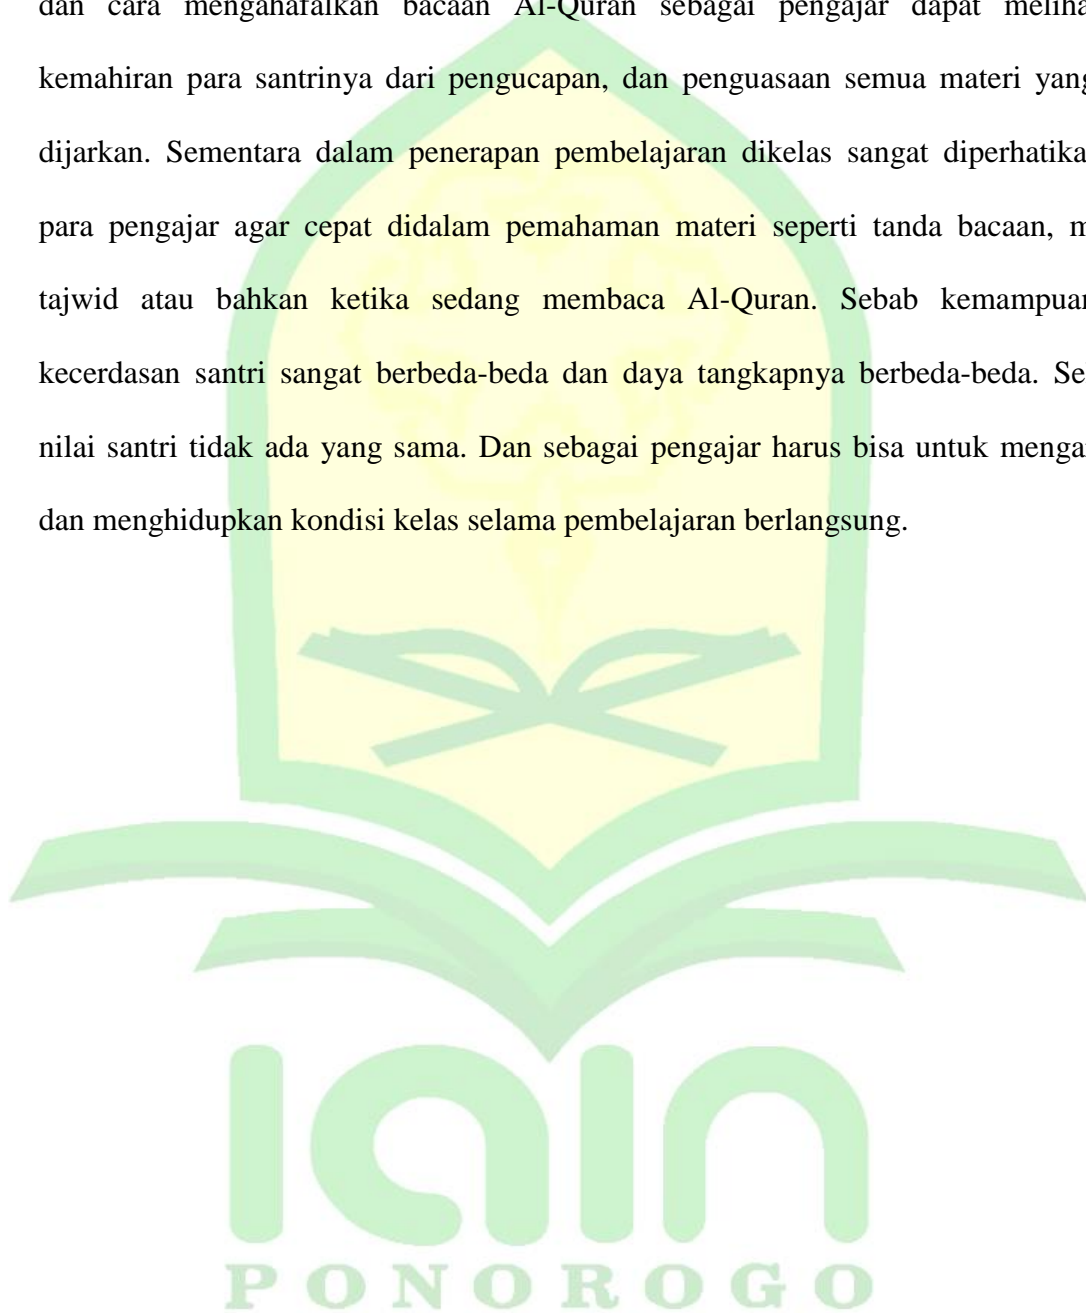 dan cara mengahafalkan bacaan Al-Quran sebagai pengajar dapat meliha
kemahiran para santrinya dari pengucapan, dan penguasaan semua materi yang
dijarkan. Sementara dalam penerapan pembelajaran dikelas sangat diperhatika
para pengajar agar cepat didalam pemahaman materi seperti tanda bacaan, m
tajwid atau bahkan ketika sedang membaca Al-Quran. Sebab kemampuan
kecerdasan santri sangat berbeda-beda dan daya tangkapnya berbeda-beda. Se
nilai santri tidak ada yang sama. Dan sebagai pengajar harus bisa untuk menga
dan menghidupkan kondisi kelas selama pembelajaran berlangsung.
iain
PONOROGO